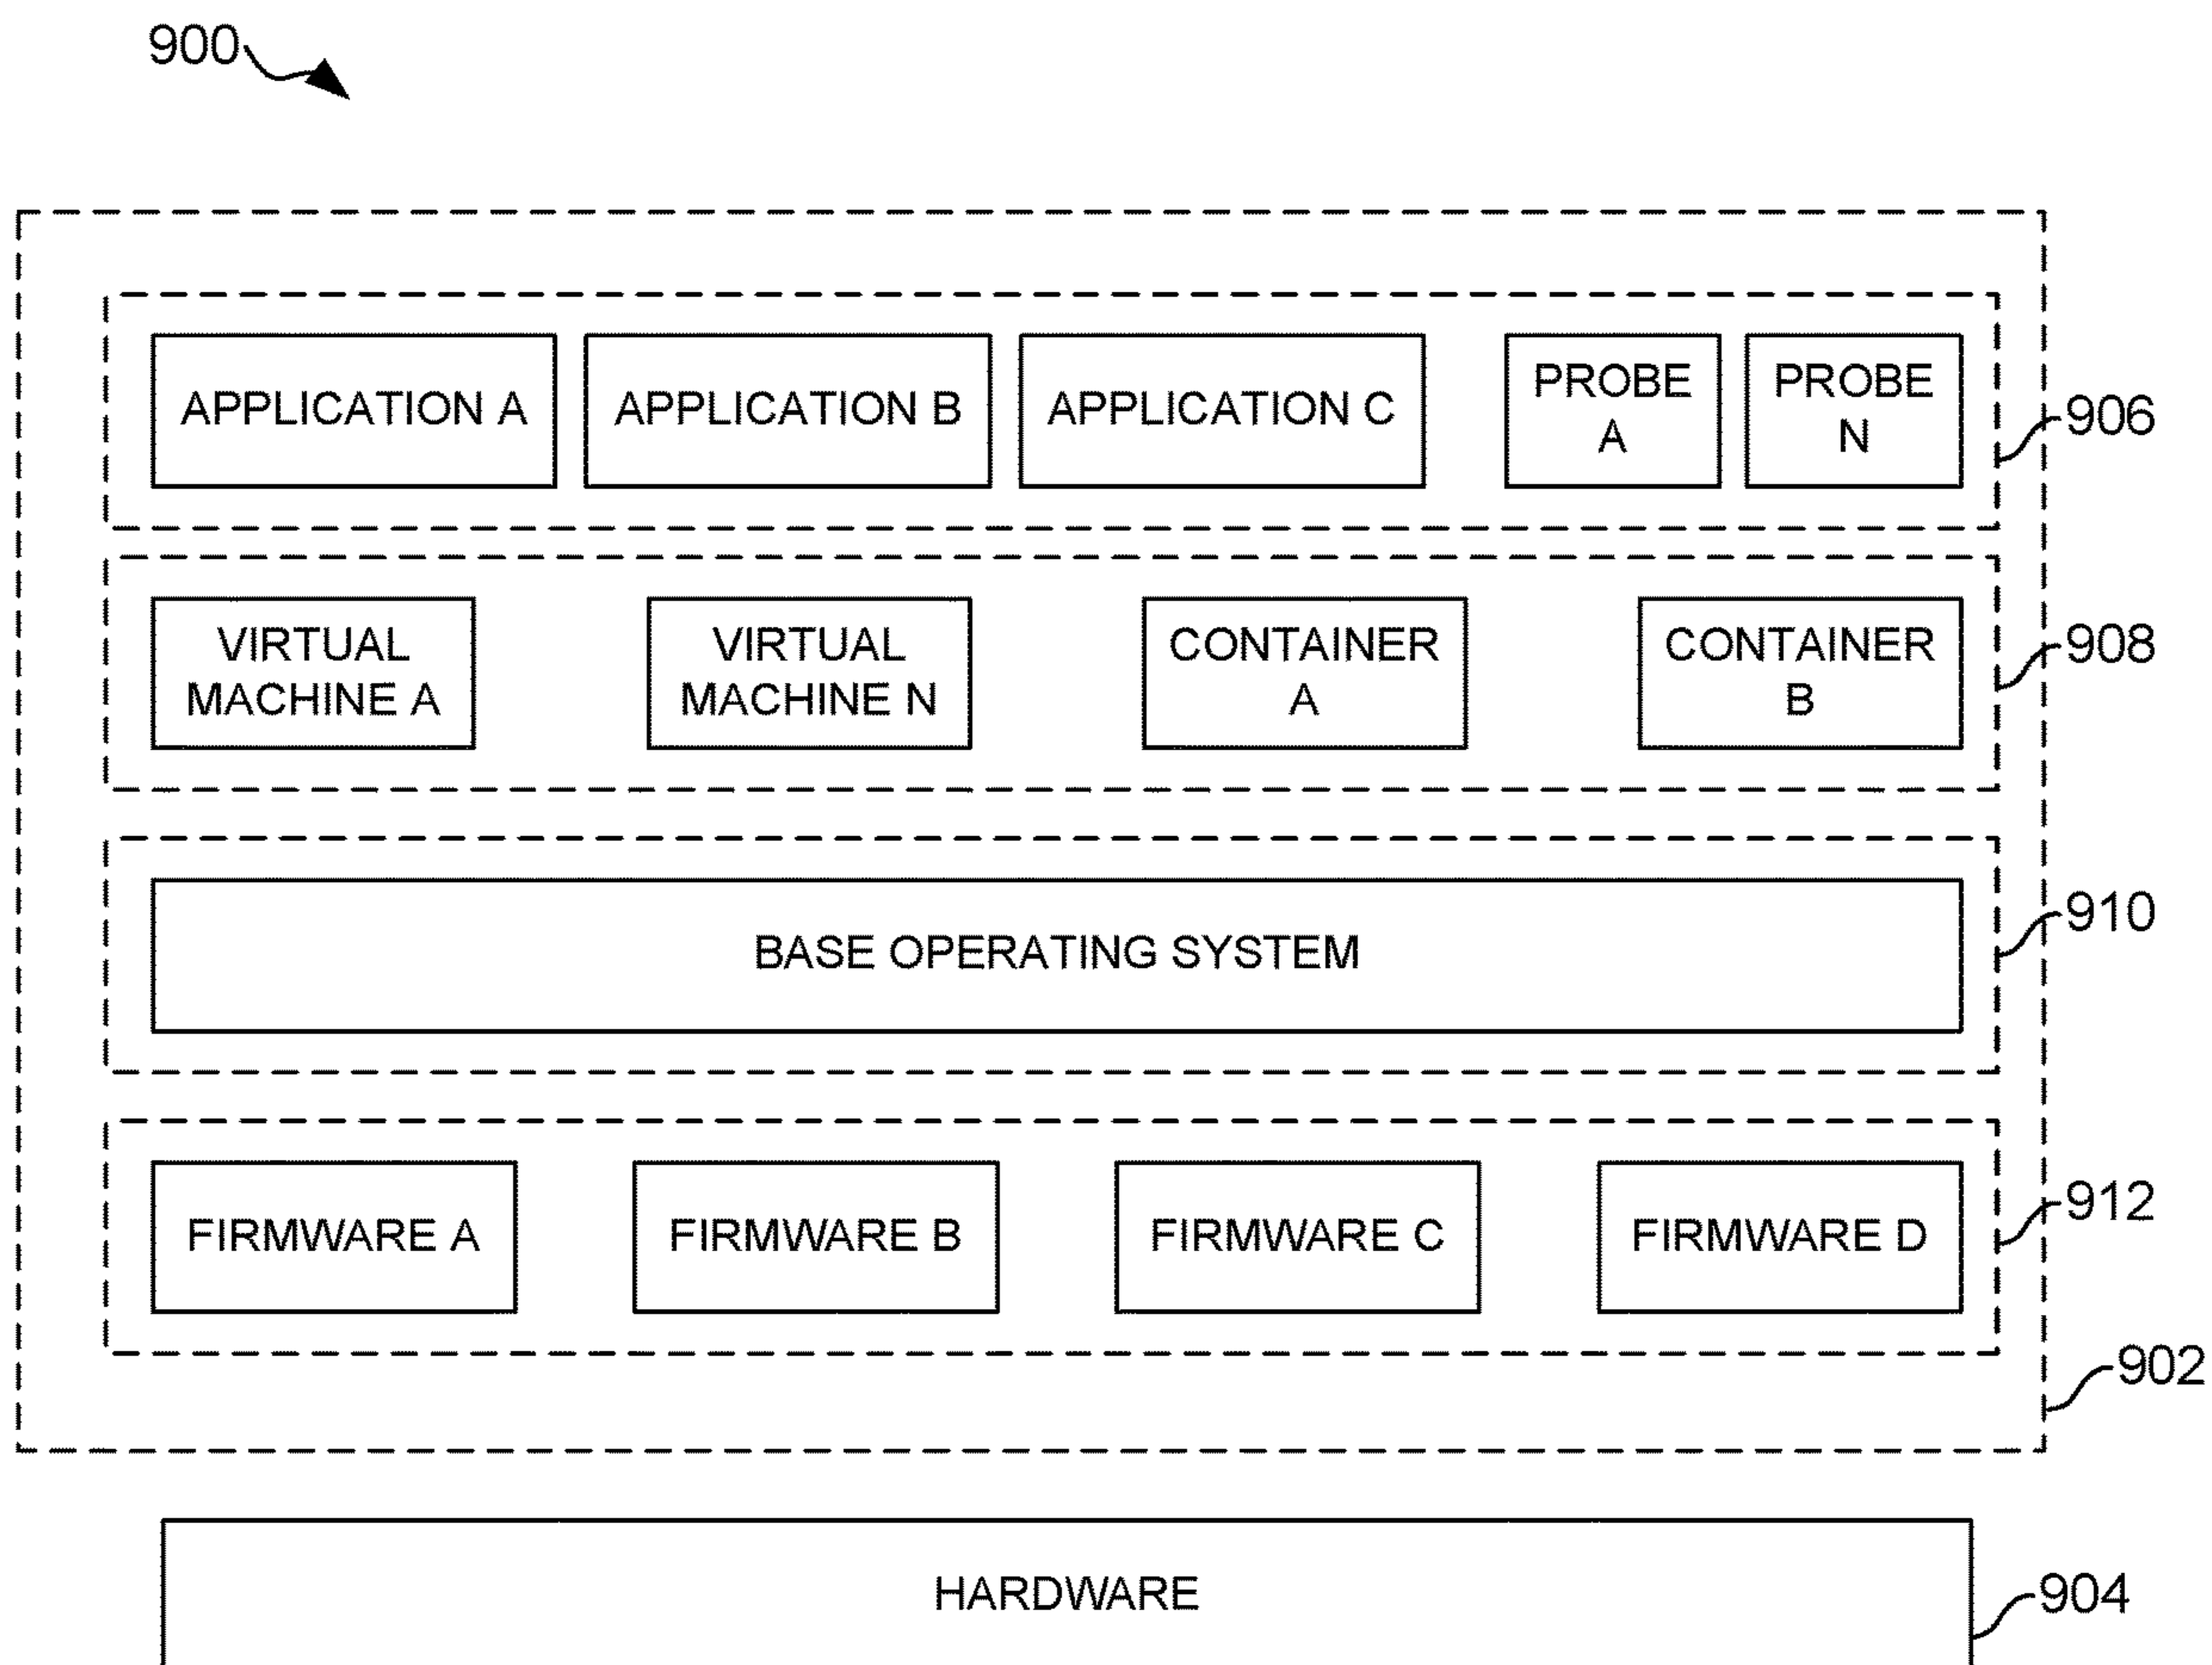 900
APPLICATION A
APPLICATION B
APPLICATION C
PROBE
A
PROBE
N
906
VIRTUAL
MACHINE A
VIRTUAL
MACHINE N
CONTAINER
A
CONTAINER
B
908
BASE OPERATING SYSTEM
910
FIRMWARE A
FIRMWARE B
FIRMWARE C
FIRMWARE D
912
902
HARDWARE
904